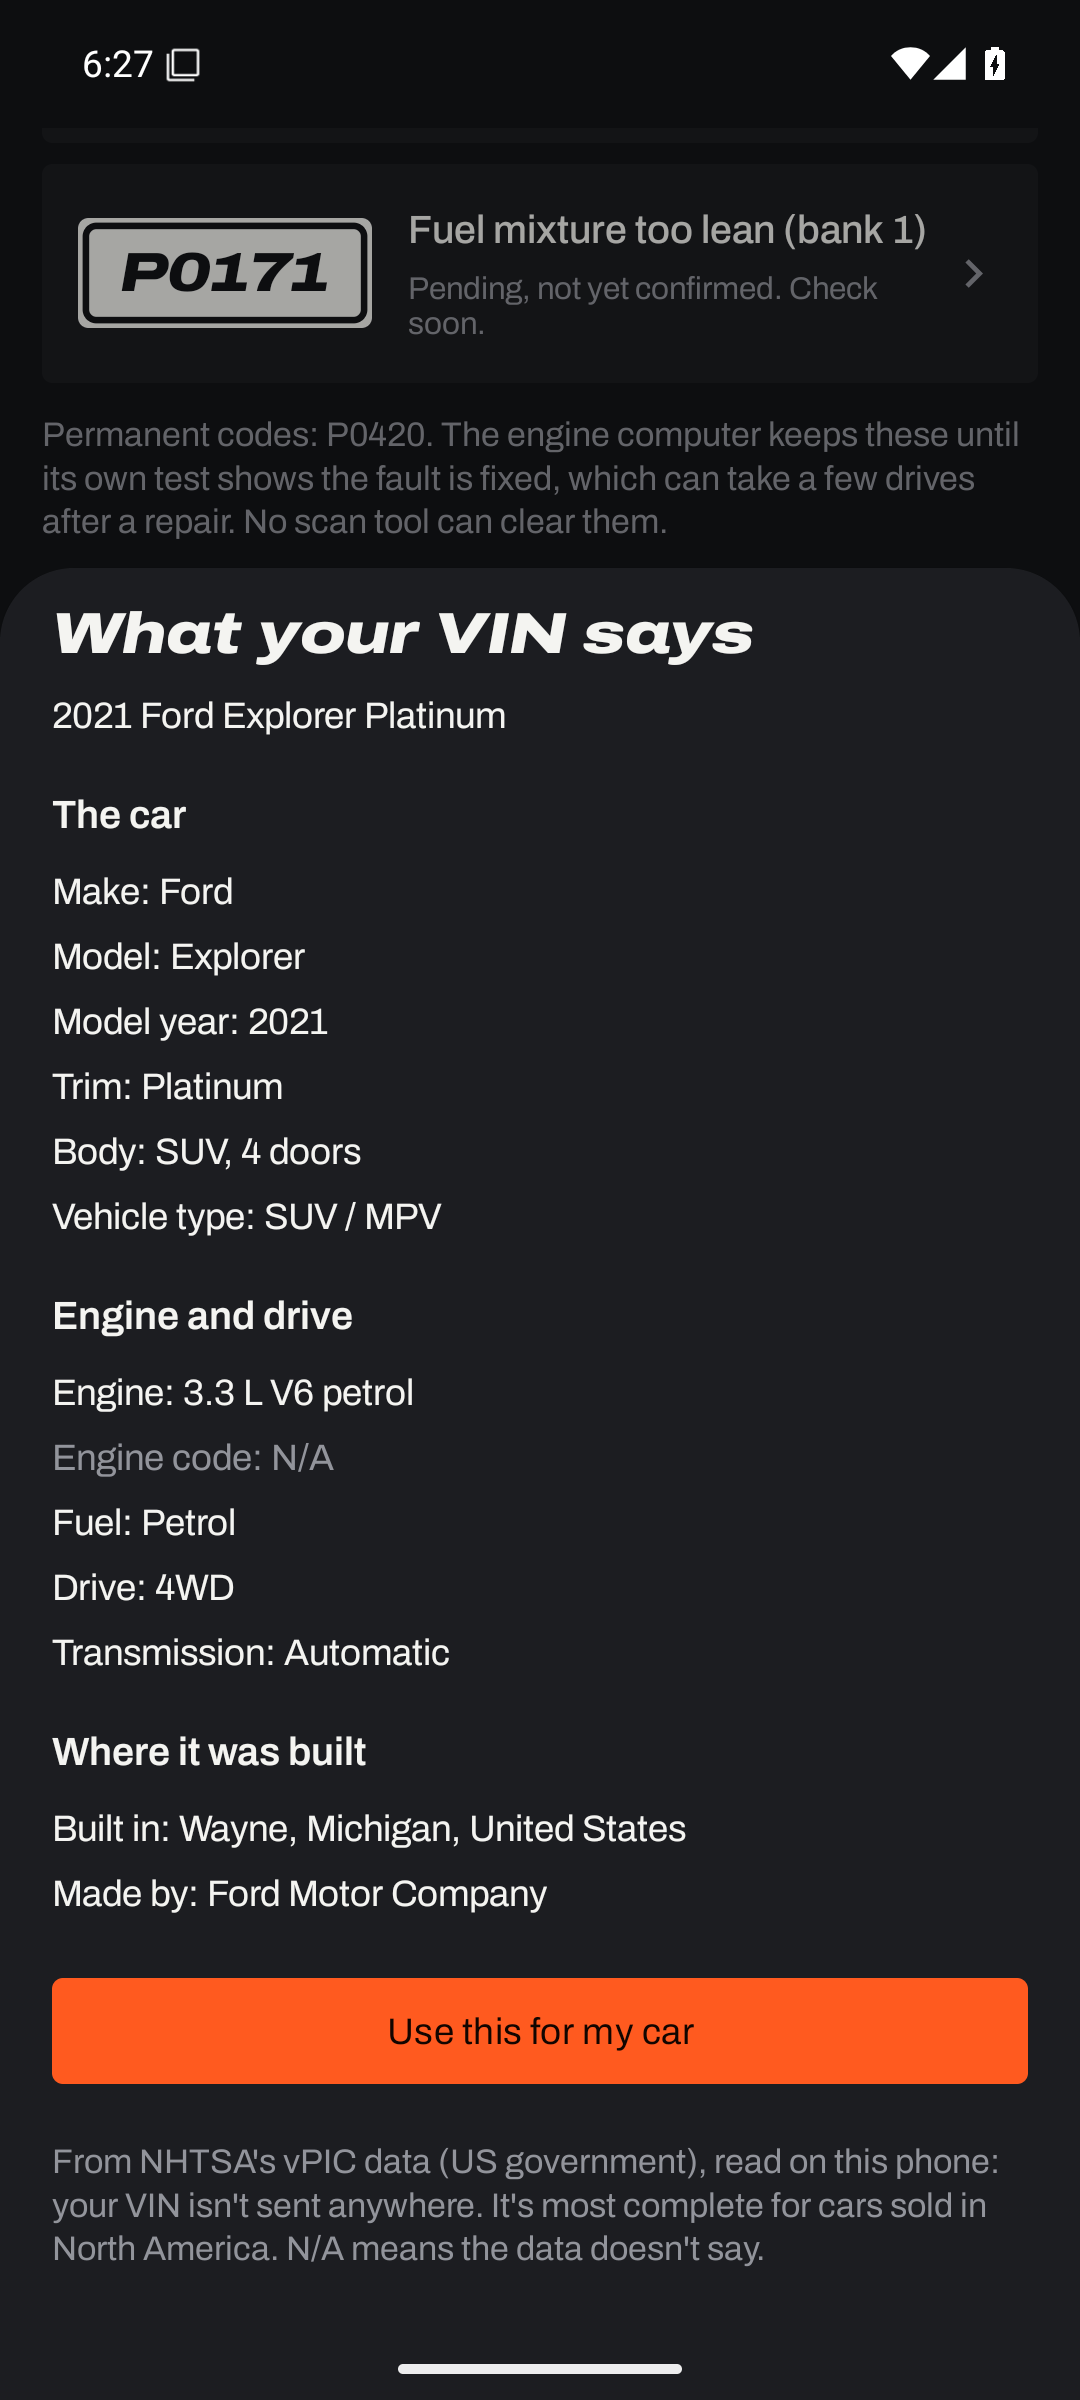 6:27
P0171
Fuel mixture too lean (bank 1)
Pending, not yet confirmed. Check
soon.
Permanent codes: P0420. The engine computer keeps these until
its own test shows the fault is fixed, which can take a few drives
after a repair. No scan tool can clear them.
What your VIN says
2021 Ford Explorer Platinum
The car
Make: Ford
Model: Explorer
Model year: 2021
Trim: Platinum
Body: SUV, 4 doors
Vehicle type: SUV / MPV
Engine and drive
Engine: 3.3 L V6 petrol
Engine code: N/A
Fuel: Petrol
Drive: 4WD
Transmission: Automatic
Where it was built
Built in: Wayne, Michigan, United States
Made by: Ford Motor Company
Use this for my car
From NHTSA's vPIC data (US government), read on this phone:
your VIN isn't sent anywhere. It's most complete for cars sold in
North America. N/A means the data doesn't say.